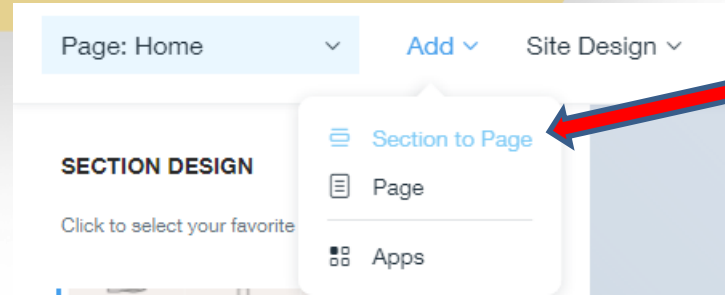 Page: Home Add Site Design
Section to Page
SECTION DESIGN
Page
Click to select your favorite
Apps